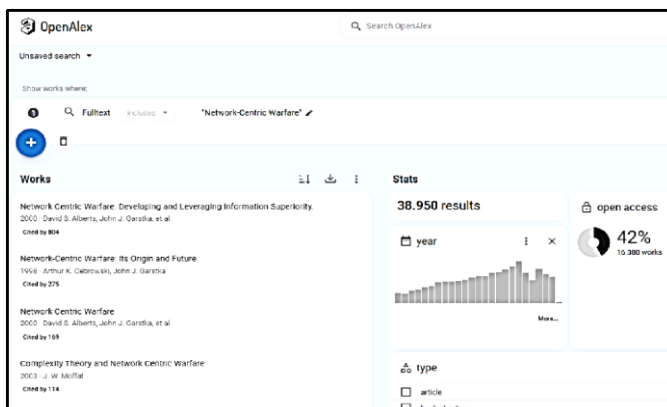 OpenAlex
Search OpenAlex
Unsaved search
Show works where:
1 Fulltext includes "Network-Centric Warfare"
Works
Network Centric Warfare: Developing and Leveraging Information Superiority.
2000 · David S. Alberts, John J. Garstka, et al.
Cited by 804
Network-Centric Warfare: Its Origin and Future
1998 · Arthur K. Cebrowski, John J. Garstka
Cited by 275
Network Centric Warfare
2000 · David S. Alberts, John J. Garstka, et al.
Cited by 169
Complexity Theory and Network Centric Warfare
2003 · J. W. Moffat
Cited by 114
Stats
38.950 results
year
More...
open access
42%
16.380 works
type
article